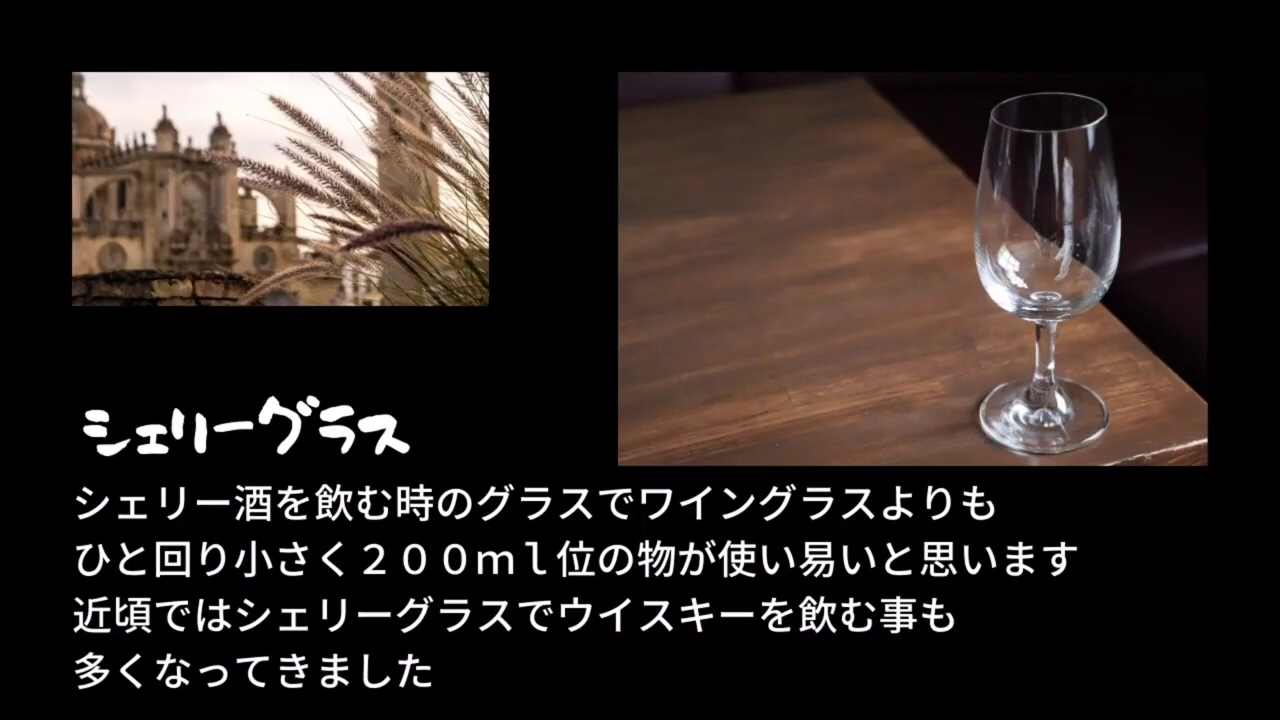 シェリーグラス
シェリー酒を飲む時のグラスでワイングラスよりも
ひと回り小さく２００ｍｌ位の物が使い易いと思います
近頃ではシェリーグラスでウイスキーを飲む事も
多くなってきました